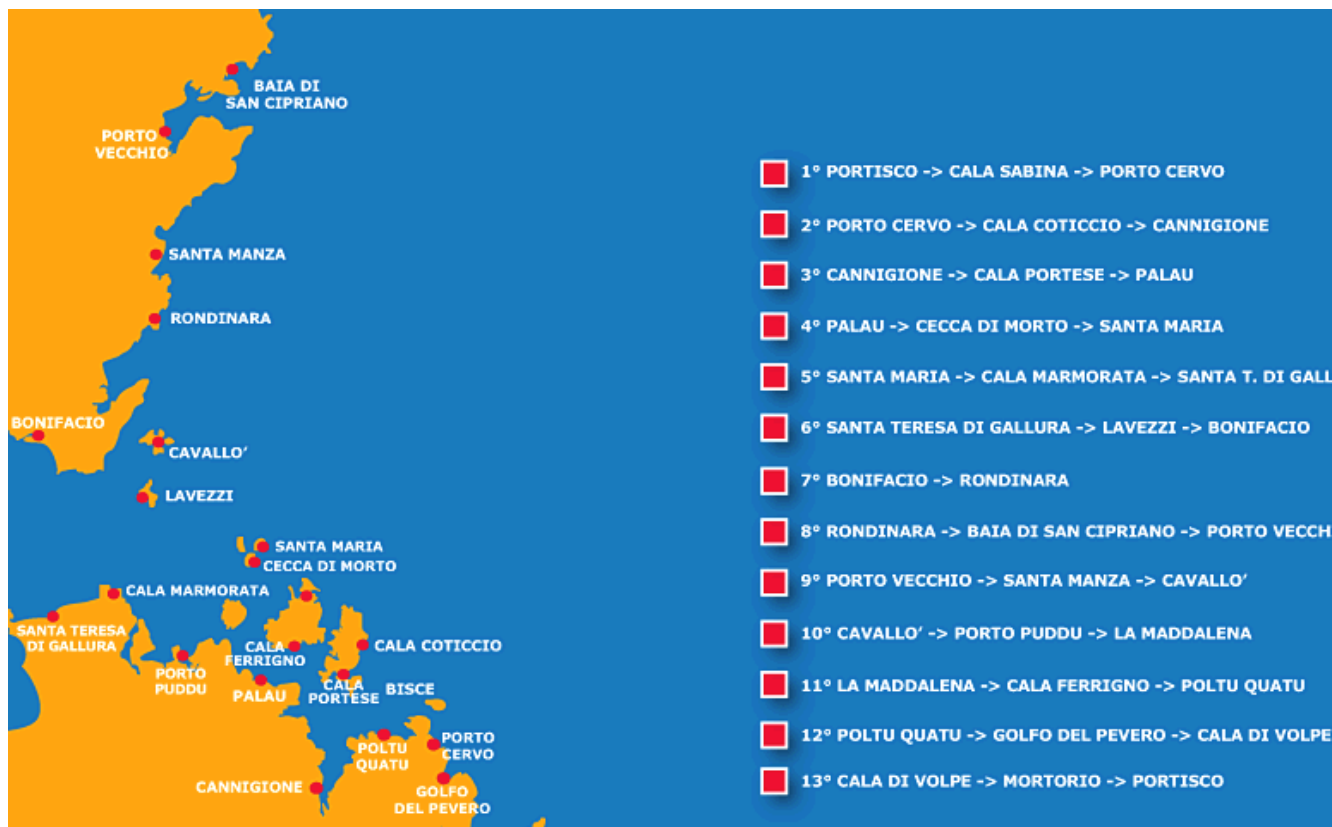 BAIA DI
SAN CIPRIANO
PORTO
VECCHIO
SANTA MANZA
RONDINARA
BONIFACIO
CAVALLO’
LAVEZZI
SANTA MARIA
CECCA DI MORTO
CALA MARMORATA
SANTA TERESA
DI GALLURA
PORTO
PUDDU
CALA
FERRIGNO
CALA COTICCIO
PALAU
CALA
PORTESE
BISCE
POLTU
QUATU
PORTO
CERVO
CANNIGIONE
GOLFO
DEL PEVERO
1° PORTISCO -> CALA SABINA -> PORTO CERVO
2° PORTO CERVO -> CALA COTICCIO -> CANNIGIONE
3° CANNIGIONE -> CALA PORTESE -> PALAU
4° PALAU -> CECCA DI MORTO -> SANTA MARIA
5° SANTA MARIA -> CALA MARMORATA -> SANTA T. DI GALL
6° SANTA TERESA DI GALLURA -> LAVEZZI -> BONIFACIO
7° BONIFACIO -> RONDINARA
8° RONDINARA -> BAIA DI SAN CIPRIANO -> PORTO VECCH
9° PORTO VECCHIO -> SANTA MANZA -> CAVALLO’
10° CAVALLO’ -> PORTO PUDDU -> LA MADDALENA
11° LA MADDALENA -> CALA FERRIGNO -> POLTU QUATU
12° POLTU QUATU -> GOLFO DEL PEVERO -> CALA DI VOLPE
13° CALA DI VOLPE -> MORTORIO -> PORTISCO